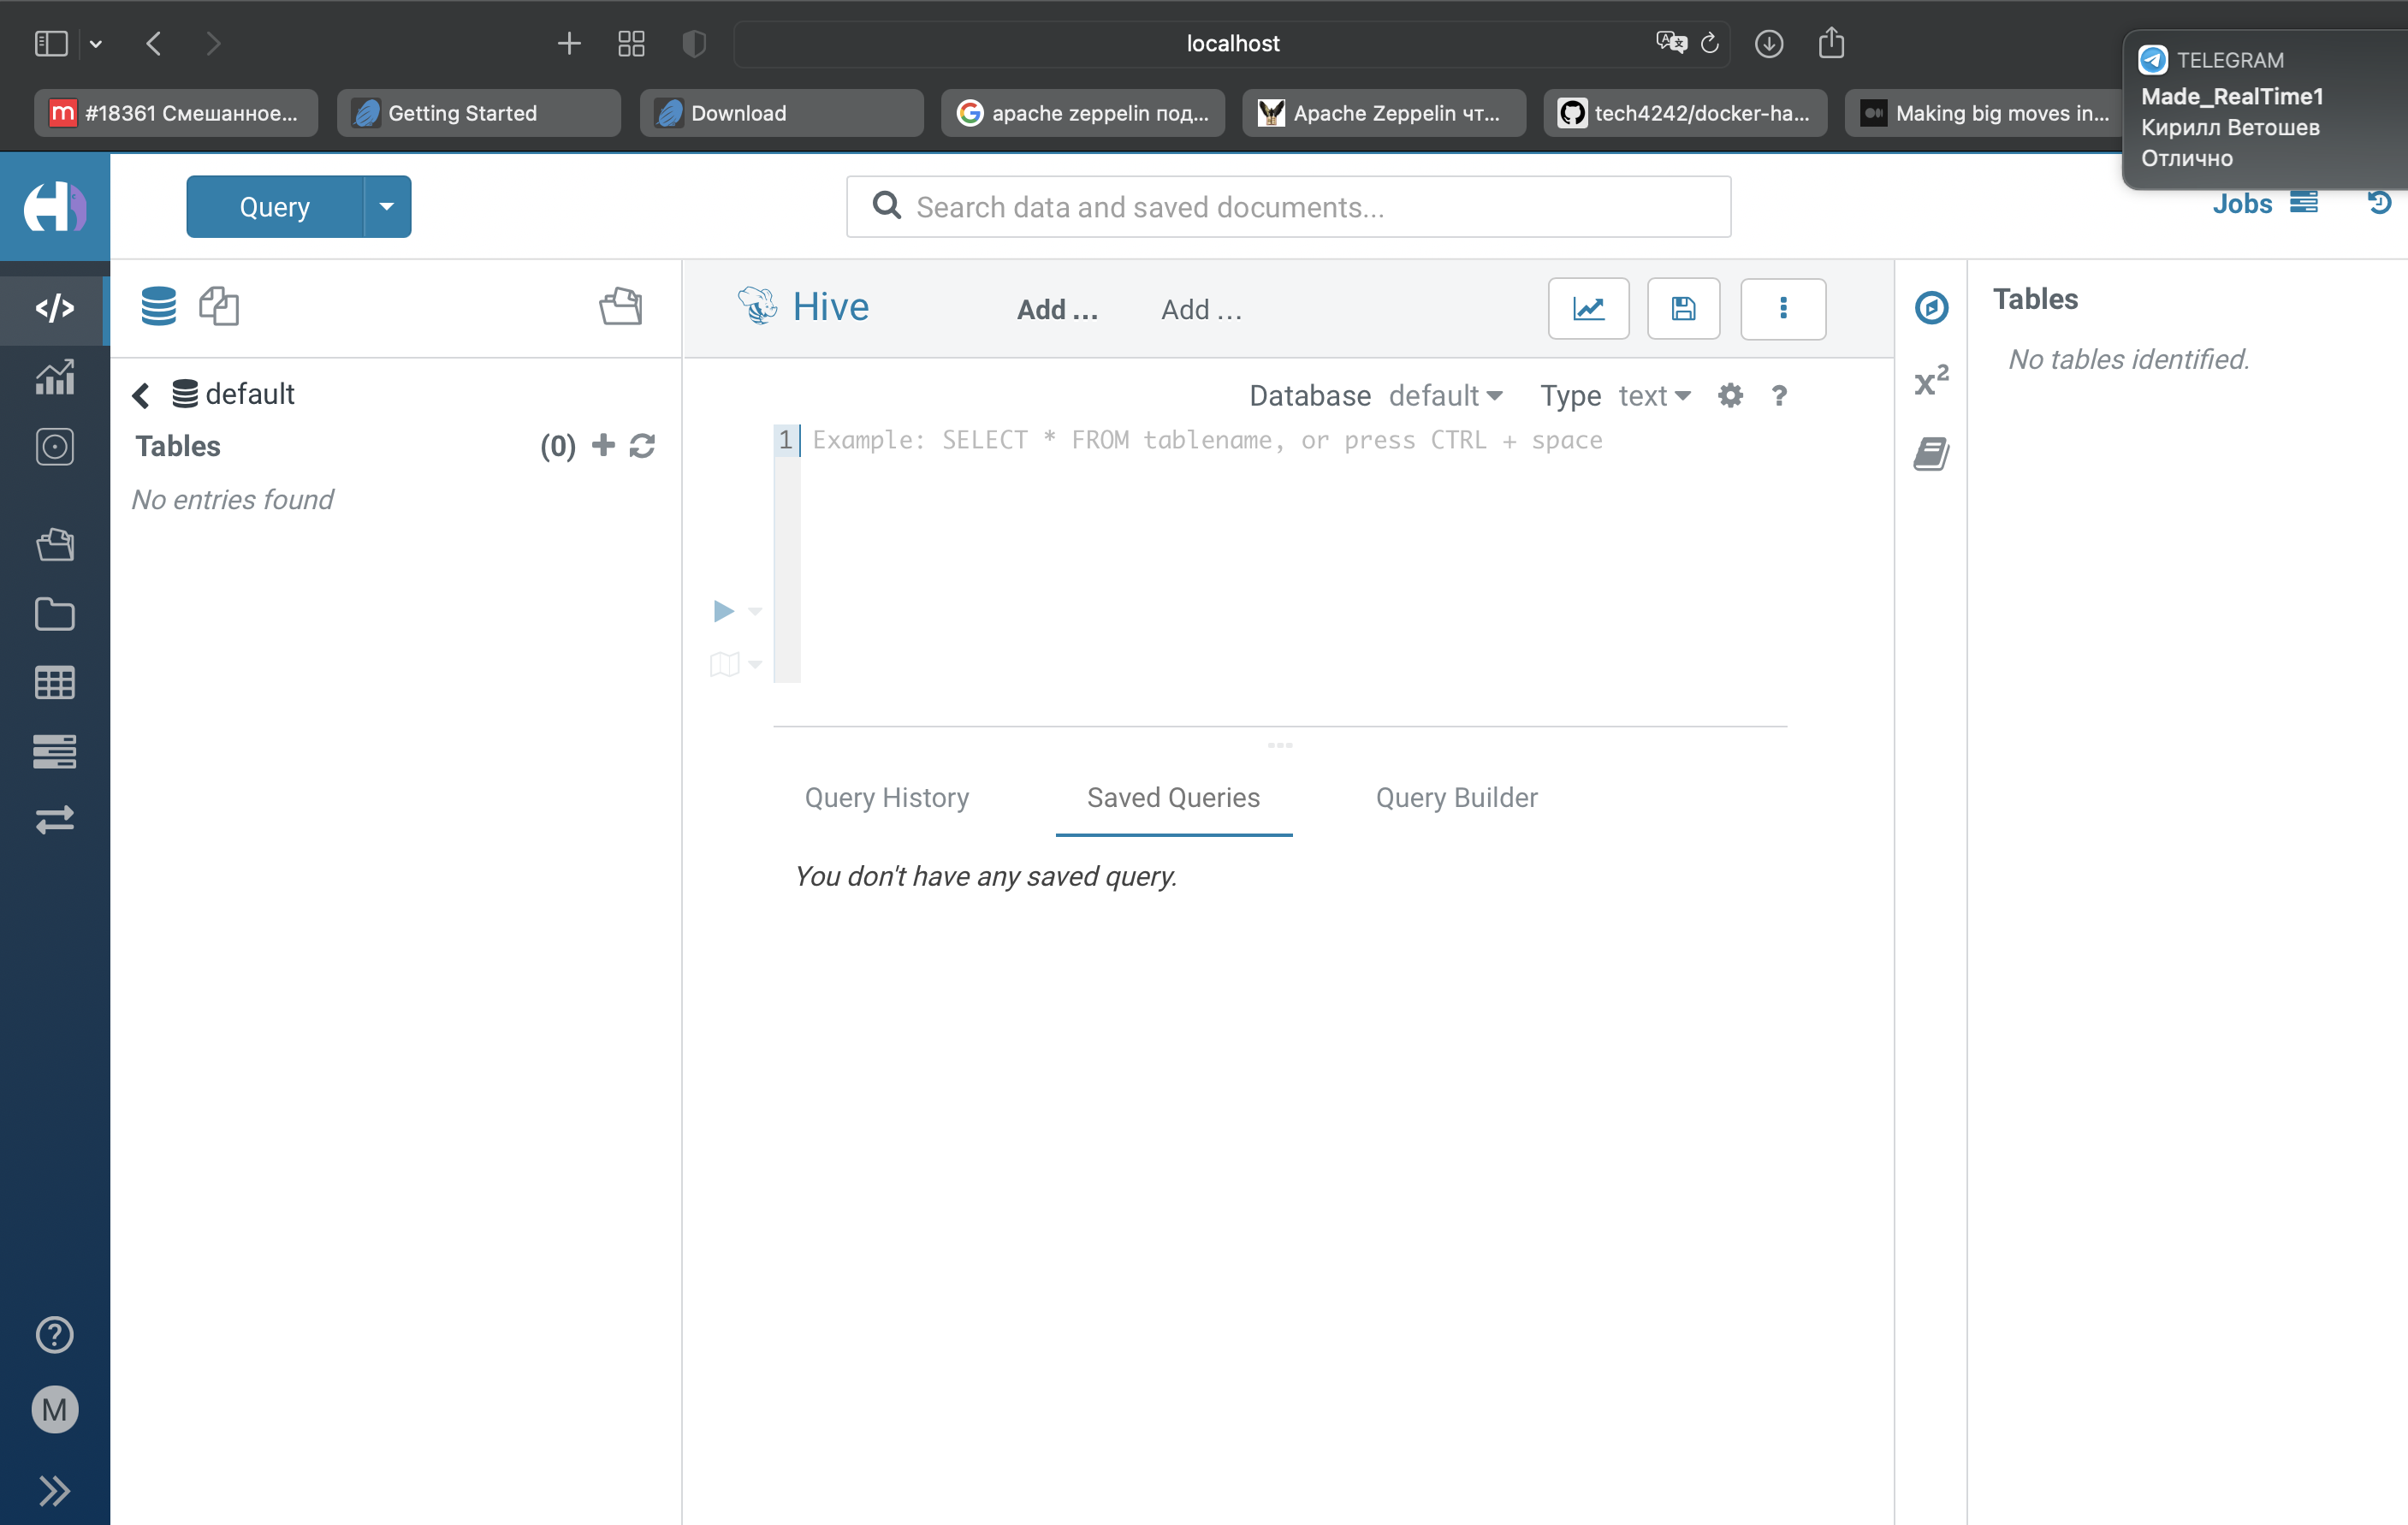 localhost
TELEGRAM
Made_RealTime1
Кирилл Ветошев
Отлично
m #18361 Смешанное...
Getting Started
Download
G apache zeppelin под...
Apache Zeppelin чт...
tech4242/docker-ha...
Making big moves in...
Query
Search data and saved documents...
Jobs
Hive
Add ...
Add ...
Tables
No tables identified.
default
Tables (0)
No entries found
Database default Type text ?
1 Example: SELECT * FROM tablename, or press CTRL + space
x²
Query History
Saved Queries
Query Builder
You don't have any saved query.
?
M